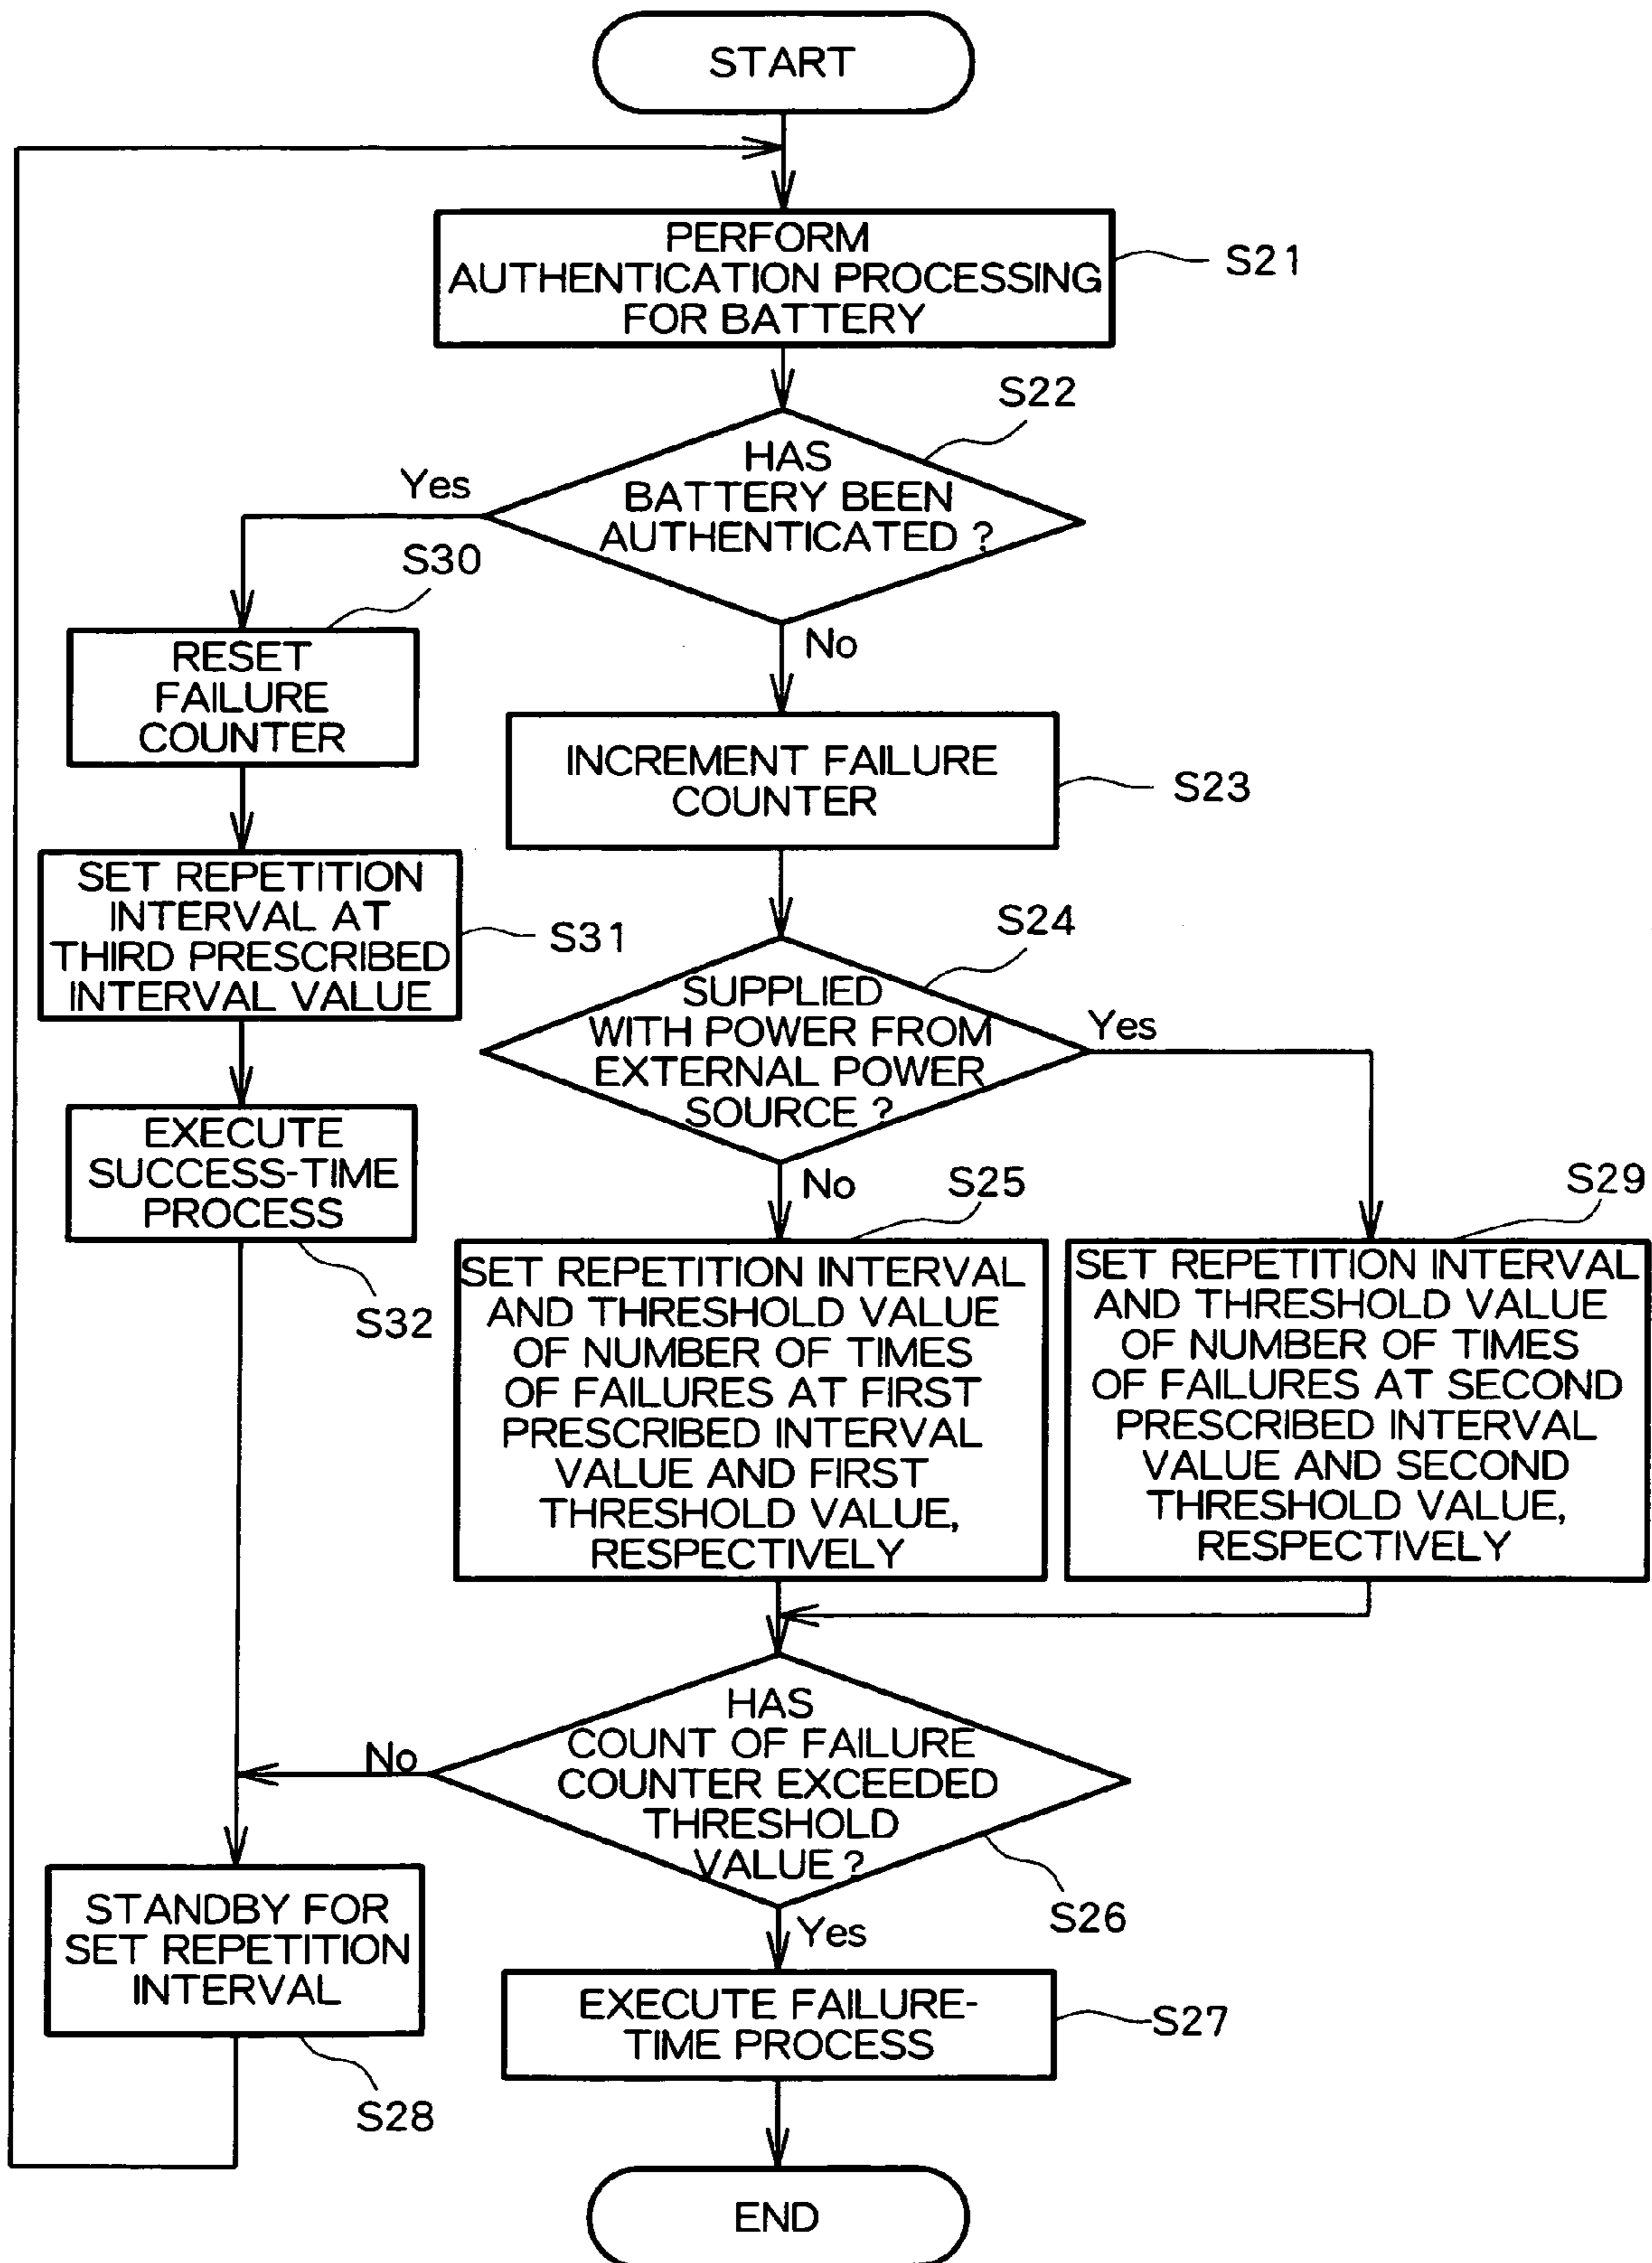 START
PERFORM
AUTHENTICATION PROCESSING
FOR BATTERY
S21
S22
HAS
BATTERY BEEN
AUTHENTICATED ?
Yes
No
S30
RESET
FAILURE
COUNTER
INCREMENT FAILURE
COUNTER
S23
SET REPETITION
INTERVAL AT
THIRD PRESCRIBED
INTERVAL VALUE
S31
S24
SUPPLIED
WITH POWER FROM
EXTERNAL POWER
SOURCE ?
Yes
No
EXECUTE
SUCCESS-TIME
PROCESS
S32
S25
SET REPETITION INTERVAL
AND THRESHOLD VALUE
OF NUMBER OF TIMES
OF FAILURES AT FIRST
PRESCRIBED INTERVAL
VALUE AND FIRST
THRESHOLD VALUE,
RESPECTIVELY
S29
SET REPETITION INTERVAL
AND THRESHOLD VALUE
OF NUMBER OF TIMES
OF FAILURES AT SECOND
PRESCRIBED INTERVAL
VALUE AND SECOND
THRESHOLD VALUE,
RESPECTIVELY
HAS
COUNT OF FAILURE
COUNTER EXCEEDED
THRESHOLD
VALUE ?
No
S26
Yes
STANDBY FOR
SET REPETITION
INTERVAL
S28
EXECUTE FAILURE-
TIME PROCESS
S27
END